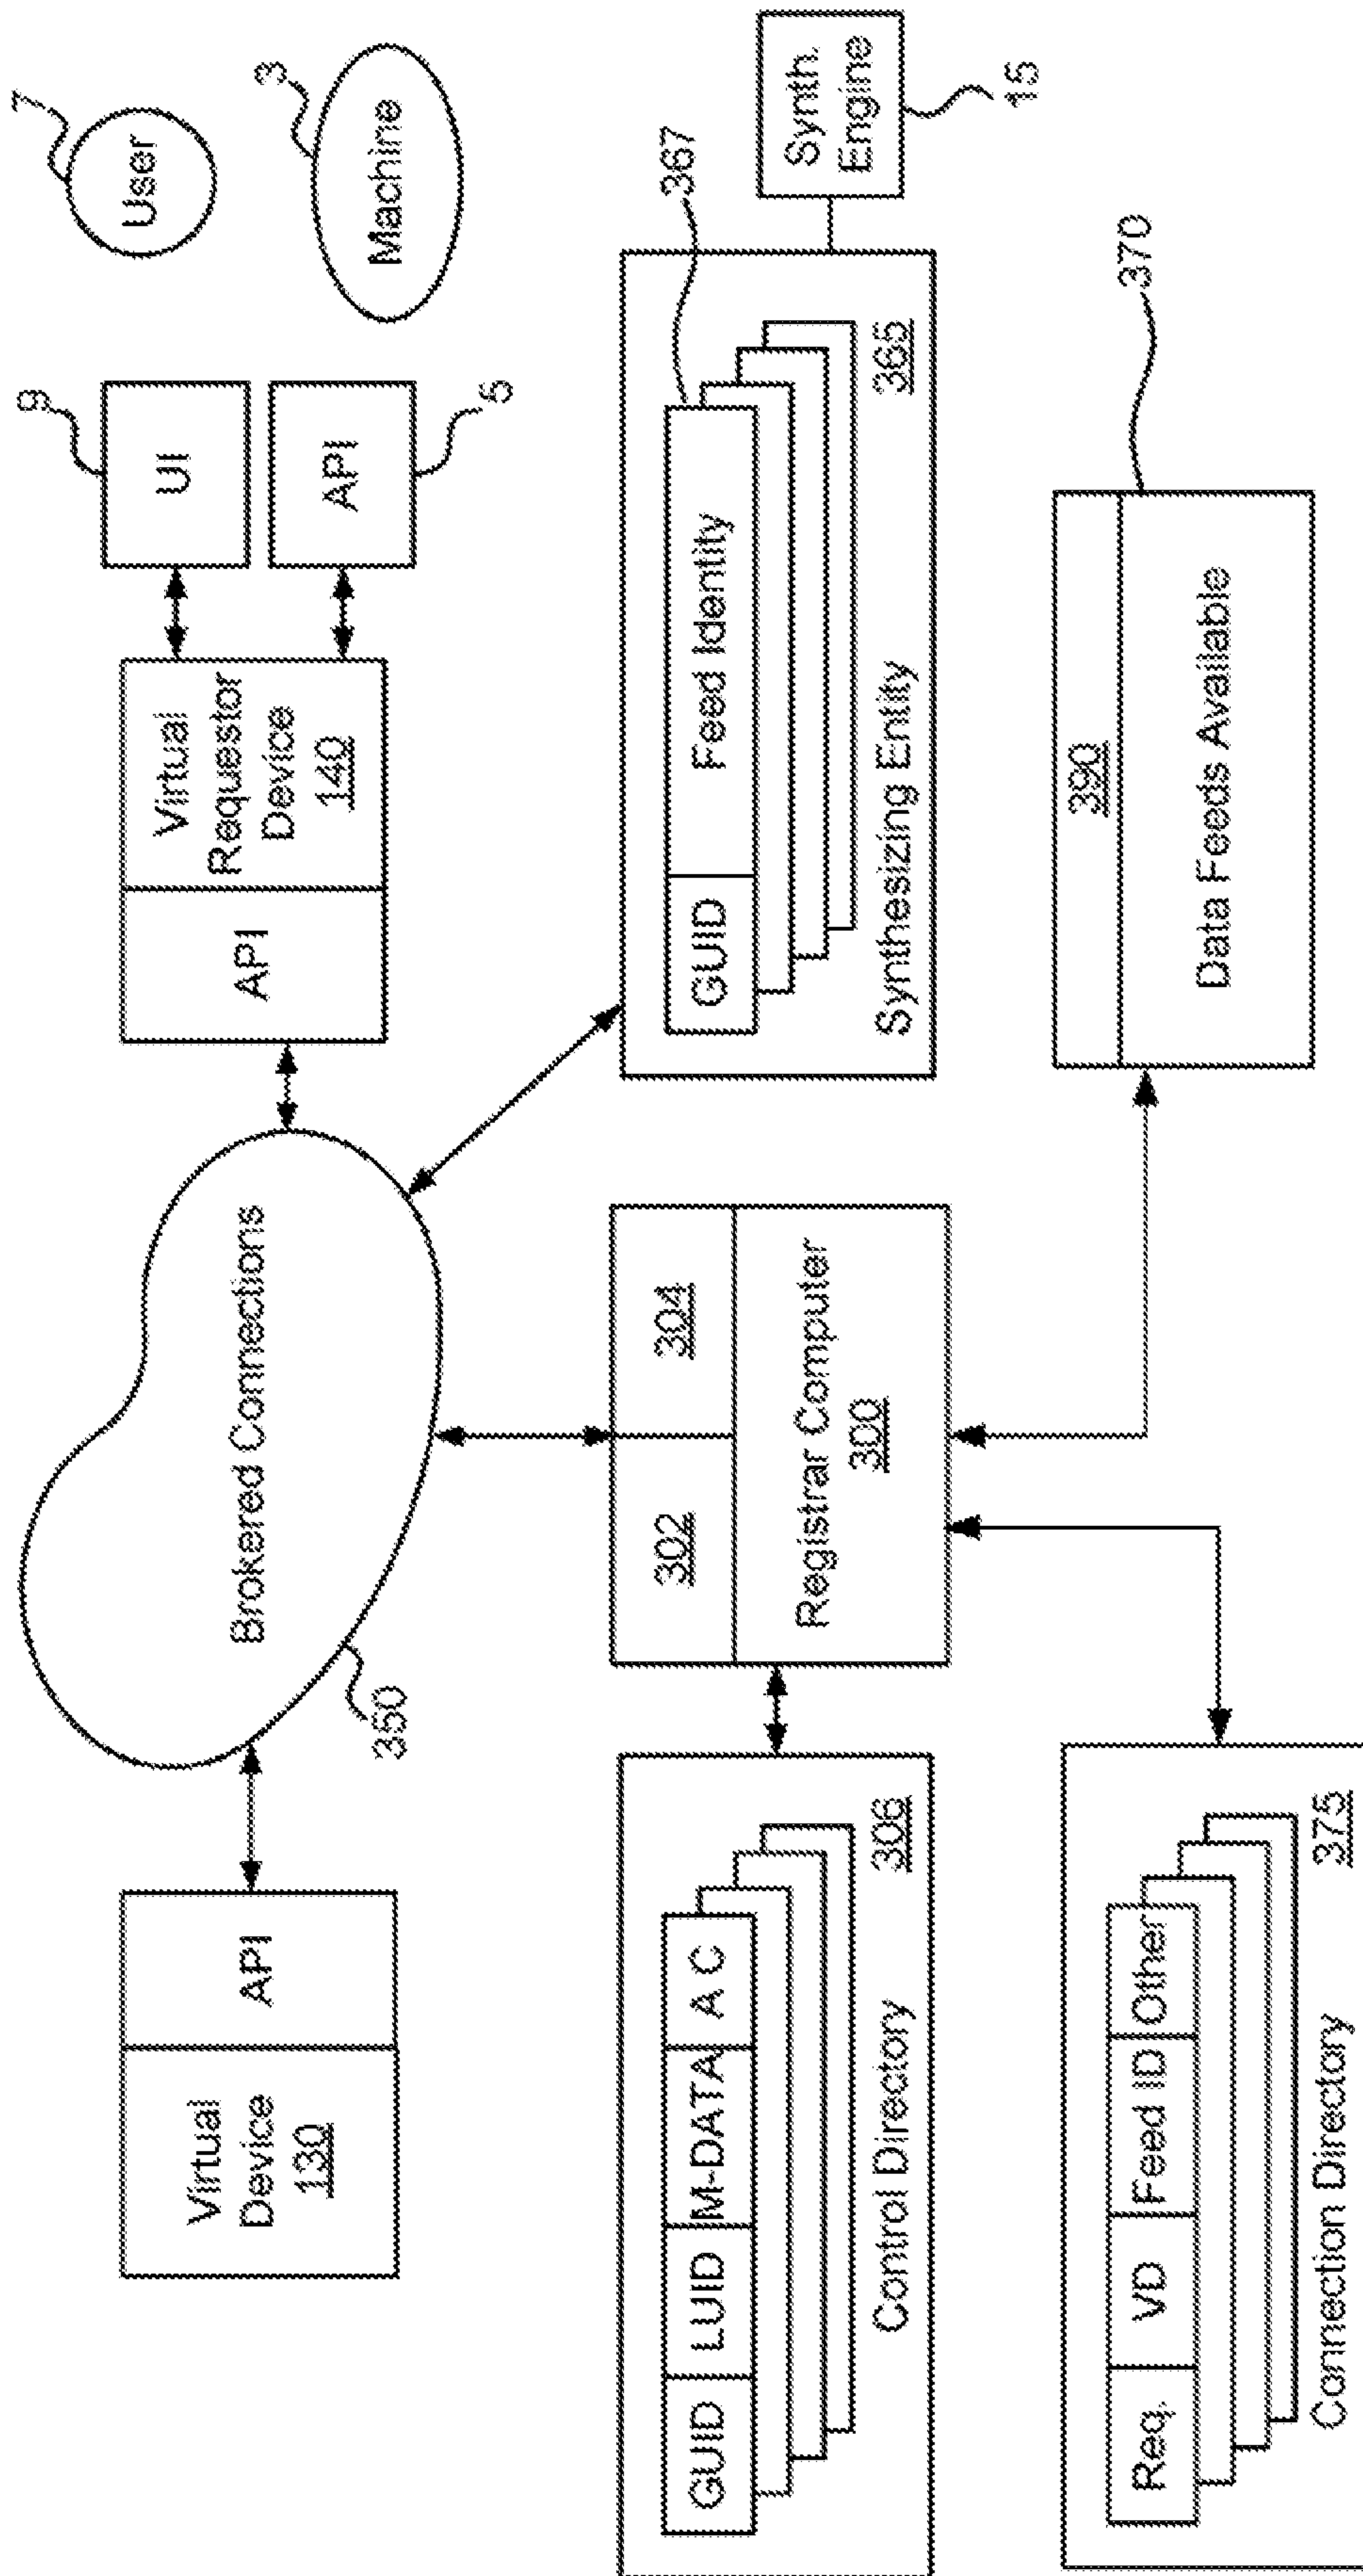 Virtual
Device
130
API
Brokered Connections
350
API
Virtual
Requestor
Device
140
9
UI
API
5
7
User
3
Machine
GUID
LUID
M-DATA
A C
Control Directory
306
302
304
Registrar Computer
300
GUID
Feed Identity
367
Synthesizing Entity
365
Synth.
Engine
15
Req.
VD
Feed ID
Other
Connection Directory
375
390
Data Feeds Available
370